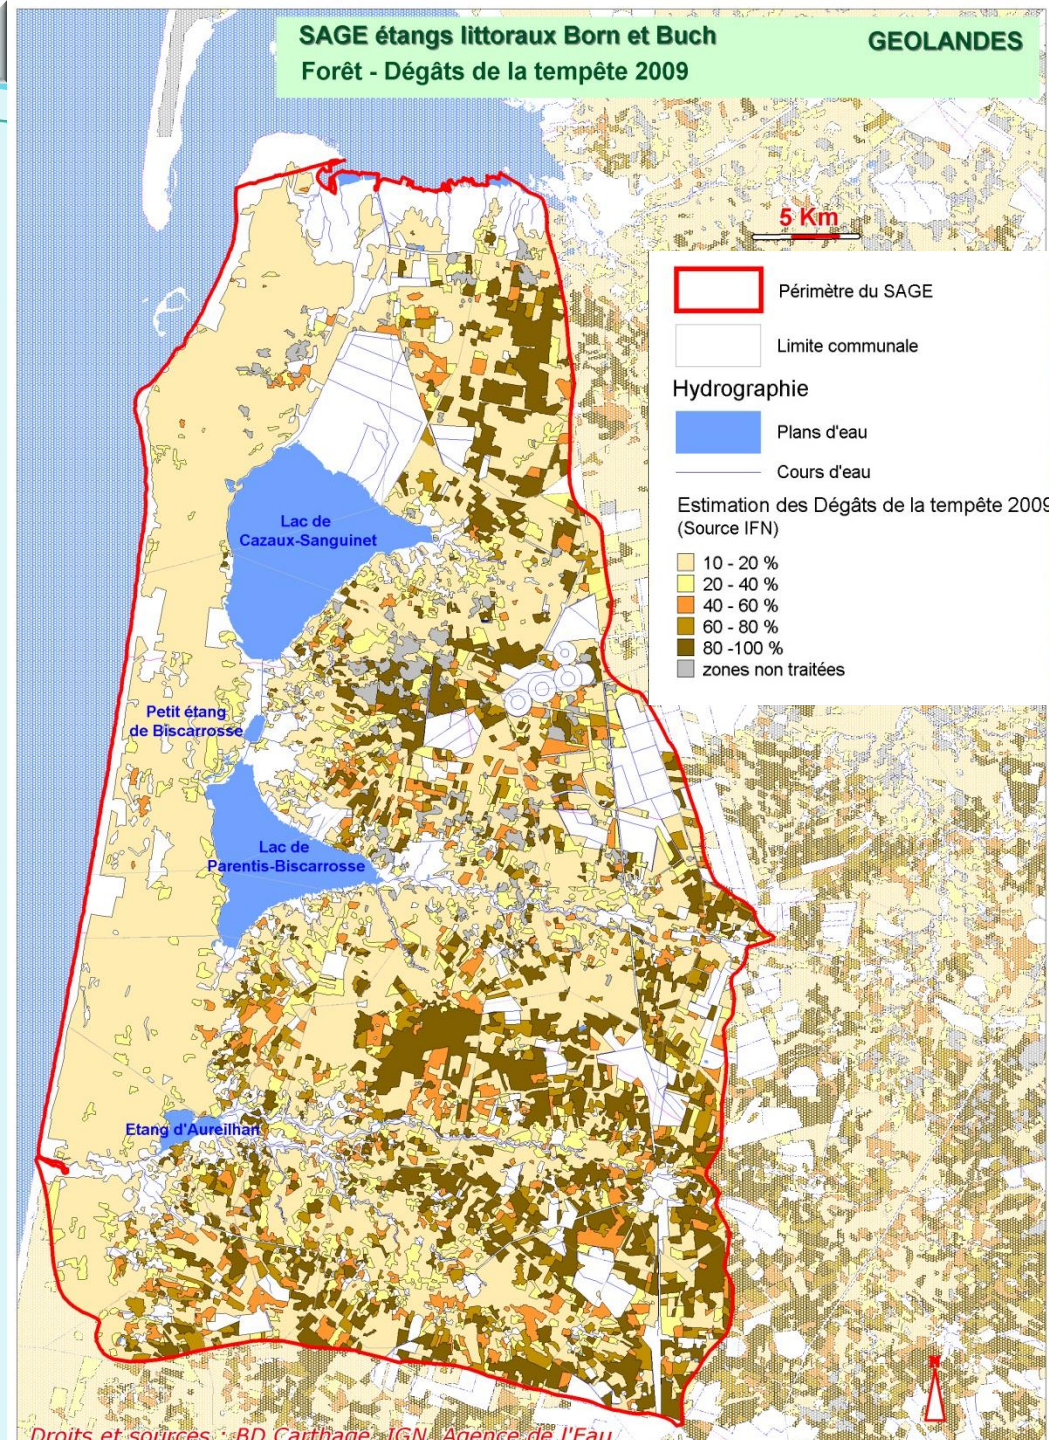 SAGE étangs littoraux Born et Buch
GEOLANDES
Forêt - Dégâts de la tempête 2009
5 Km
Périmètre du SAGE
Limite communale
Hydrographie
Plans d'eau
Cours d'eau
Estimation des Dégâts de la tempête 2009
(Source IFN)
10 - 20 %
20 - 40 %
40 - 60 %
60 - 80 %
80 -100 %
zones non traitées
Lac de
Cazaux-Sanguinet
Petit étang
de Biscarrosse
Lac de
Parentis-Biscarrosse
Etang d'Aureilhan
N
Droits et sources : BD Carthage, IGN, Agence de l'Eau